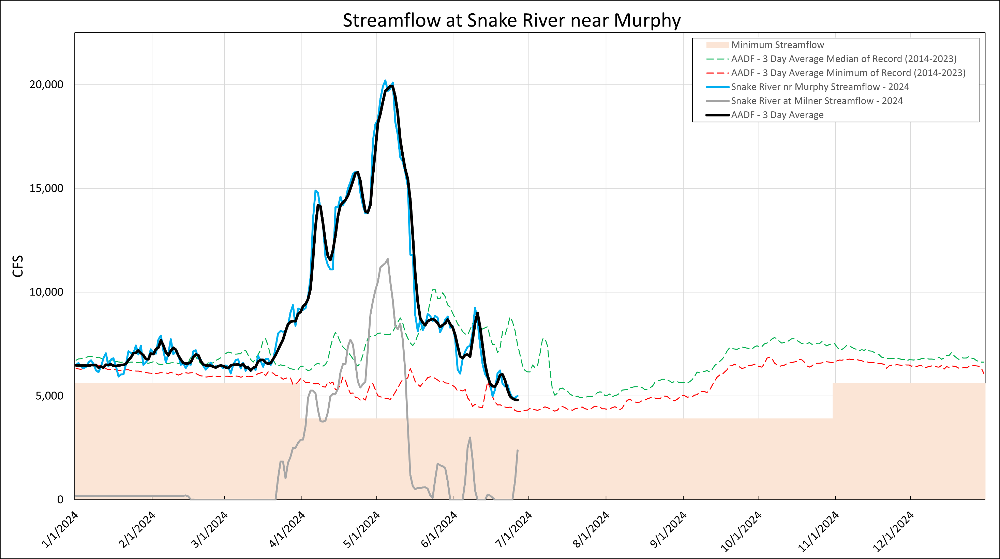 Streamflow at Snake River near Murphy
Minimum Streamflow
AADF - 3 Day Average Median of Record (2014-2023)
AADF - 3 Day Average Minimum of Record (2014-2023)
Snake River nr Murphy Streamflow - 2024
Snake River at Milner Streamflow - 2024
AADF - 3 Day Average
CFS
20,000
15,000
10,000
5,000
0
1/1/2024
2/1/2024
3/1/2024
4/1/2024
5/1/2024
6/1/2024
7/1/2024
8/1/2024
9/1/2024
10/1/2024
11/1/2024
12/1/2024